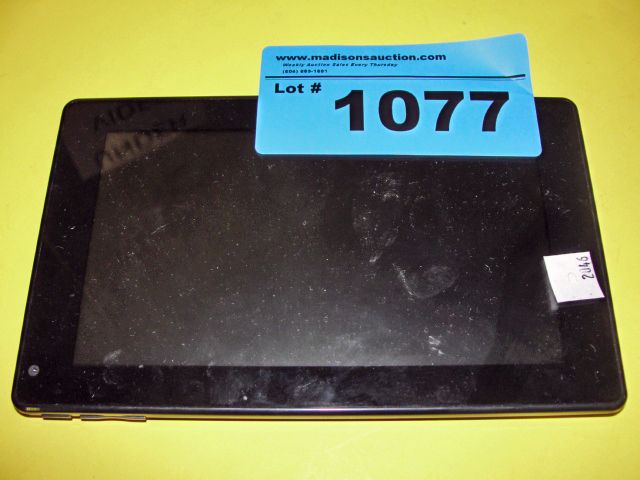 www.madisonsauction.com
Weekly Auction Sales Every Thursday
Lot # 1077
2046